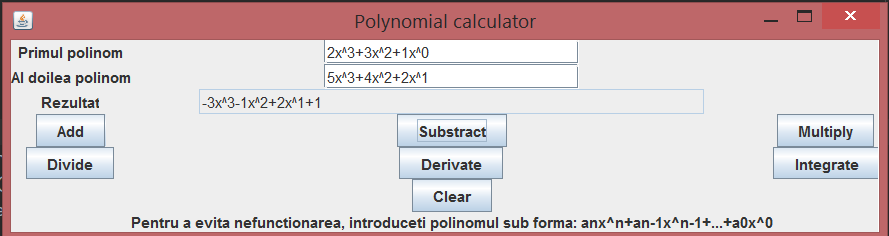 Polynomial calculator
Primul polinom 2x^3+3x^2+1x^0
Al doilea polinom 5x^3+4x^2+2x^1
Rezultat -3x^3-1x^2+2x^1+1
Add Substract Multiply
Divide Derivate Integrate
Clear
Pentru a evita nefunctionarea, introduceti polinomul sub forma: anx^n+an-1x^n-1+...+a0x^0